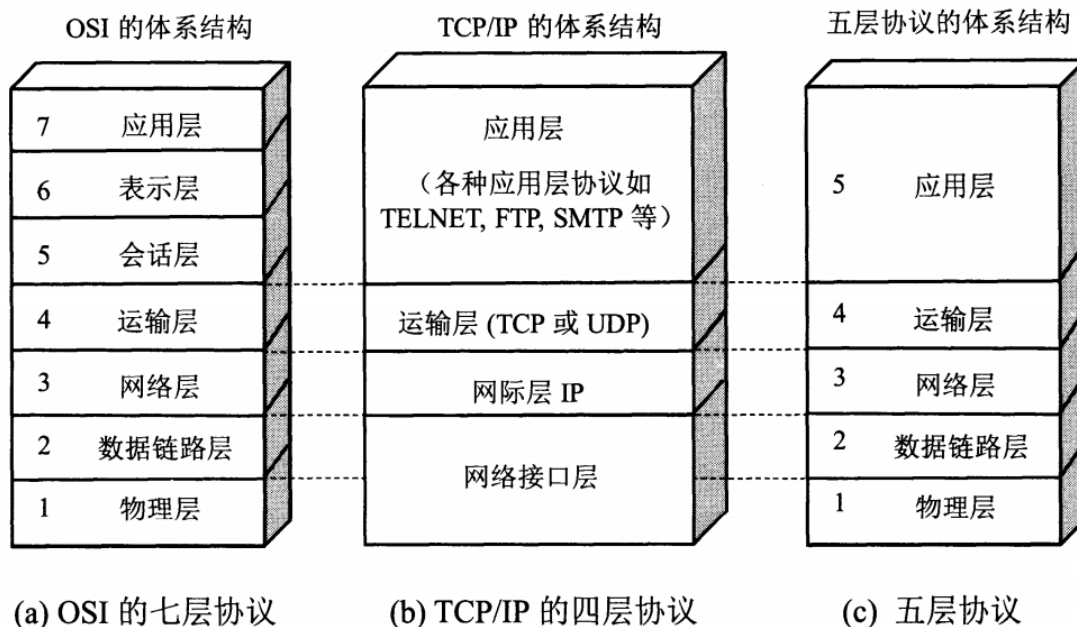 OSI 的体系结构
7 应用层
6 表示层
5 会话层
4 运输层
3 网络层
2 数据链路层
1 物理层
(a) OSI 的七层协议
TCP/IP 的体系结构
应用层
（各种应用层协议如
TELNET, FTP, SMTP 等）
运输层 (TCP 或 UDP)
网际层 IP
网络接口层
(b) TCP/IP 的四层协议
五层协议的体系结构
5 应用层
4 运输层
3 网络层
2 数据链路层
1 物理层
(c) 五层协议